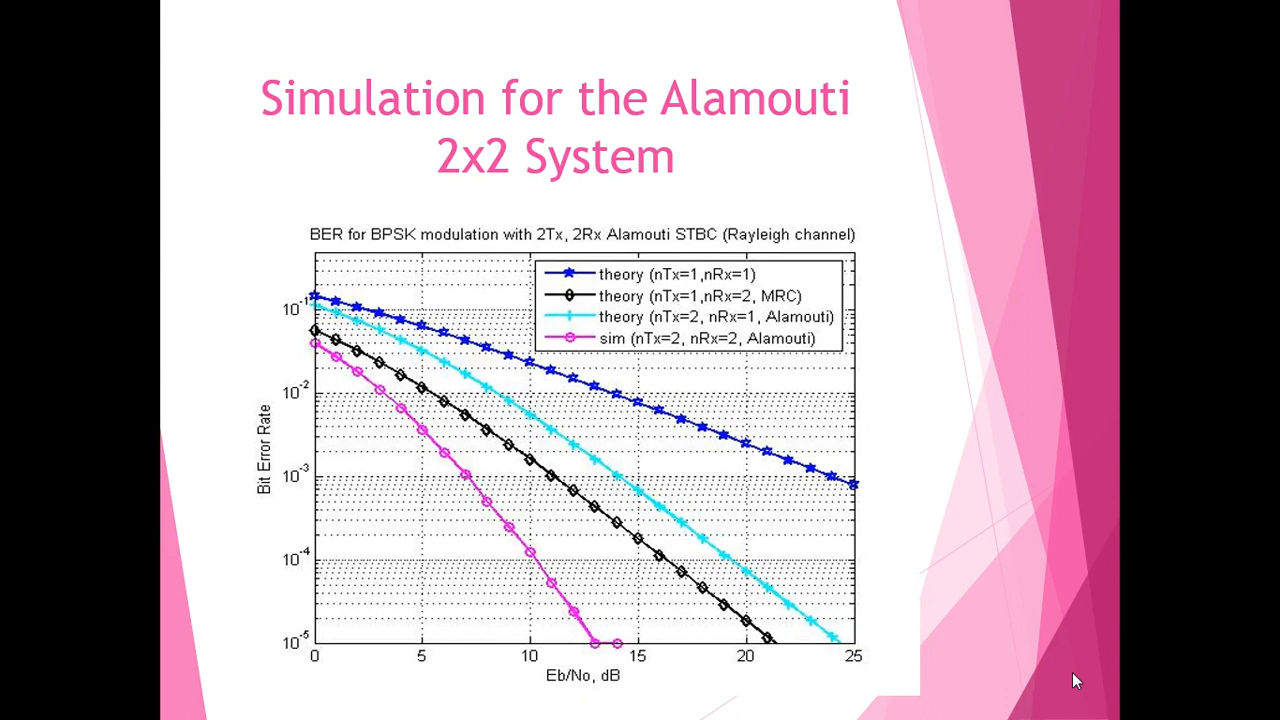 Simulation for the Alamouti
2x2 System
BER for BPSK modulation with 2Tx, 2Rx Alamouti STBC (Rayleigh channel)
theory (nTx=1,nRx=1)
theory (nTx=1,nRx=2, MRC)
theory (nTx=2, nRx=1, Alamouti)
sim (nTx=2, nRx=2, Alamouti)
10^-1
10^-2
10^-3
10^-4
10^-5
Bit Error Rate
0 5 10 15 20 25
Eb/No, dB